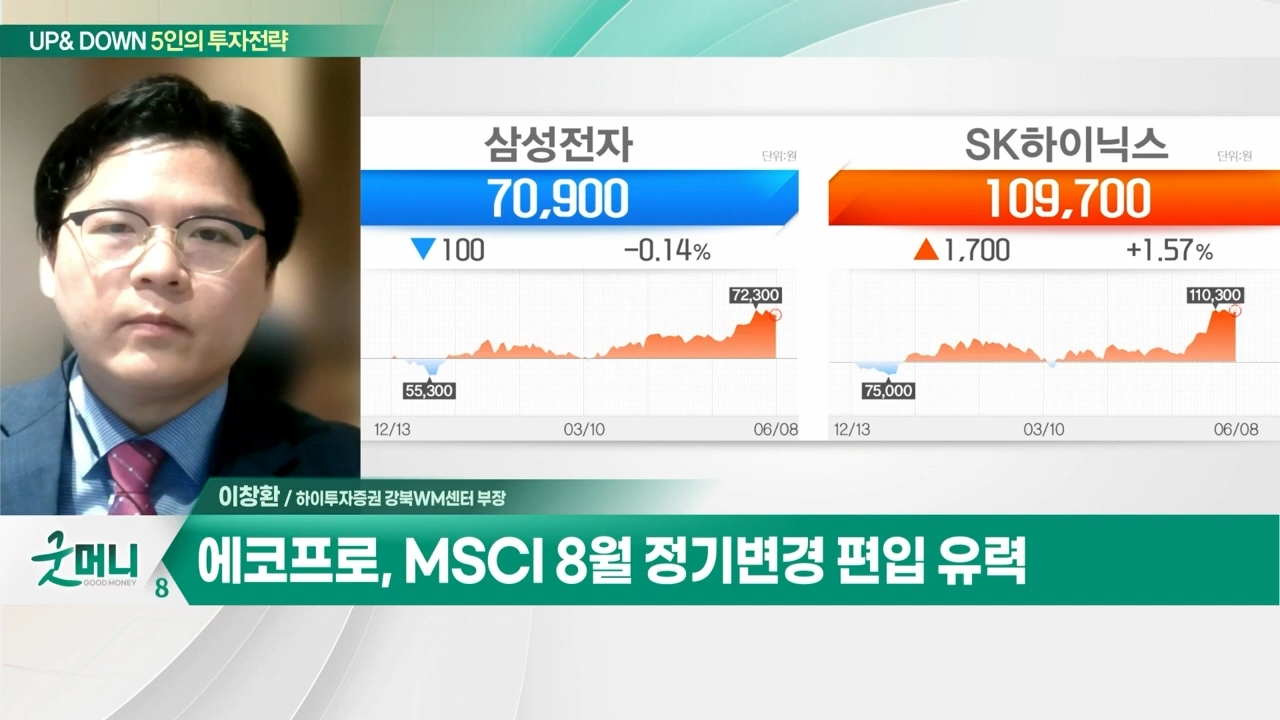 UP& DOWN 5인의 투자전략
삼성전자
단위:원
70,900
▼100 -0.14%
72,300
55,300
12/13 03/10 06/08
SK하이닉스
단위:원
109,700
▲1,700 +1.57%
110,300
75,000
12/13 03/10 06/08
이창환 / 하이투자증권 강북WM센터 부장
굿머니
GOOD MONEY
8
에코프로, MSCI 8월 정기변경 편입 유력